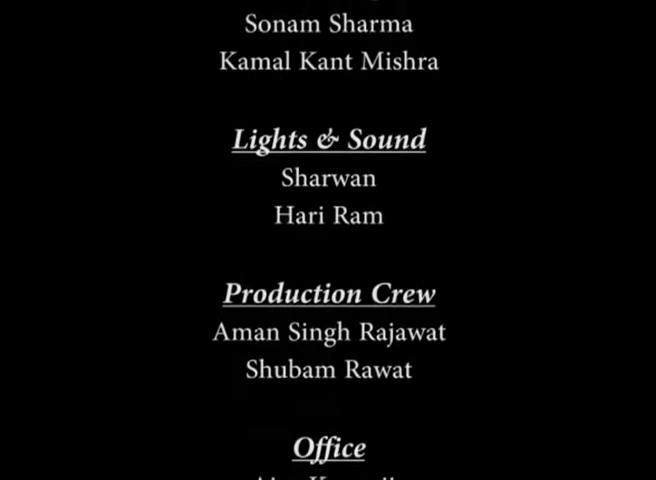 Sonam Sharma
Kamal Kant Mishra
Lights & Sound
Sharwan
Hari Ram
Production Crew
Aman Singh Rajawat
Shubam Rawat
Office